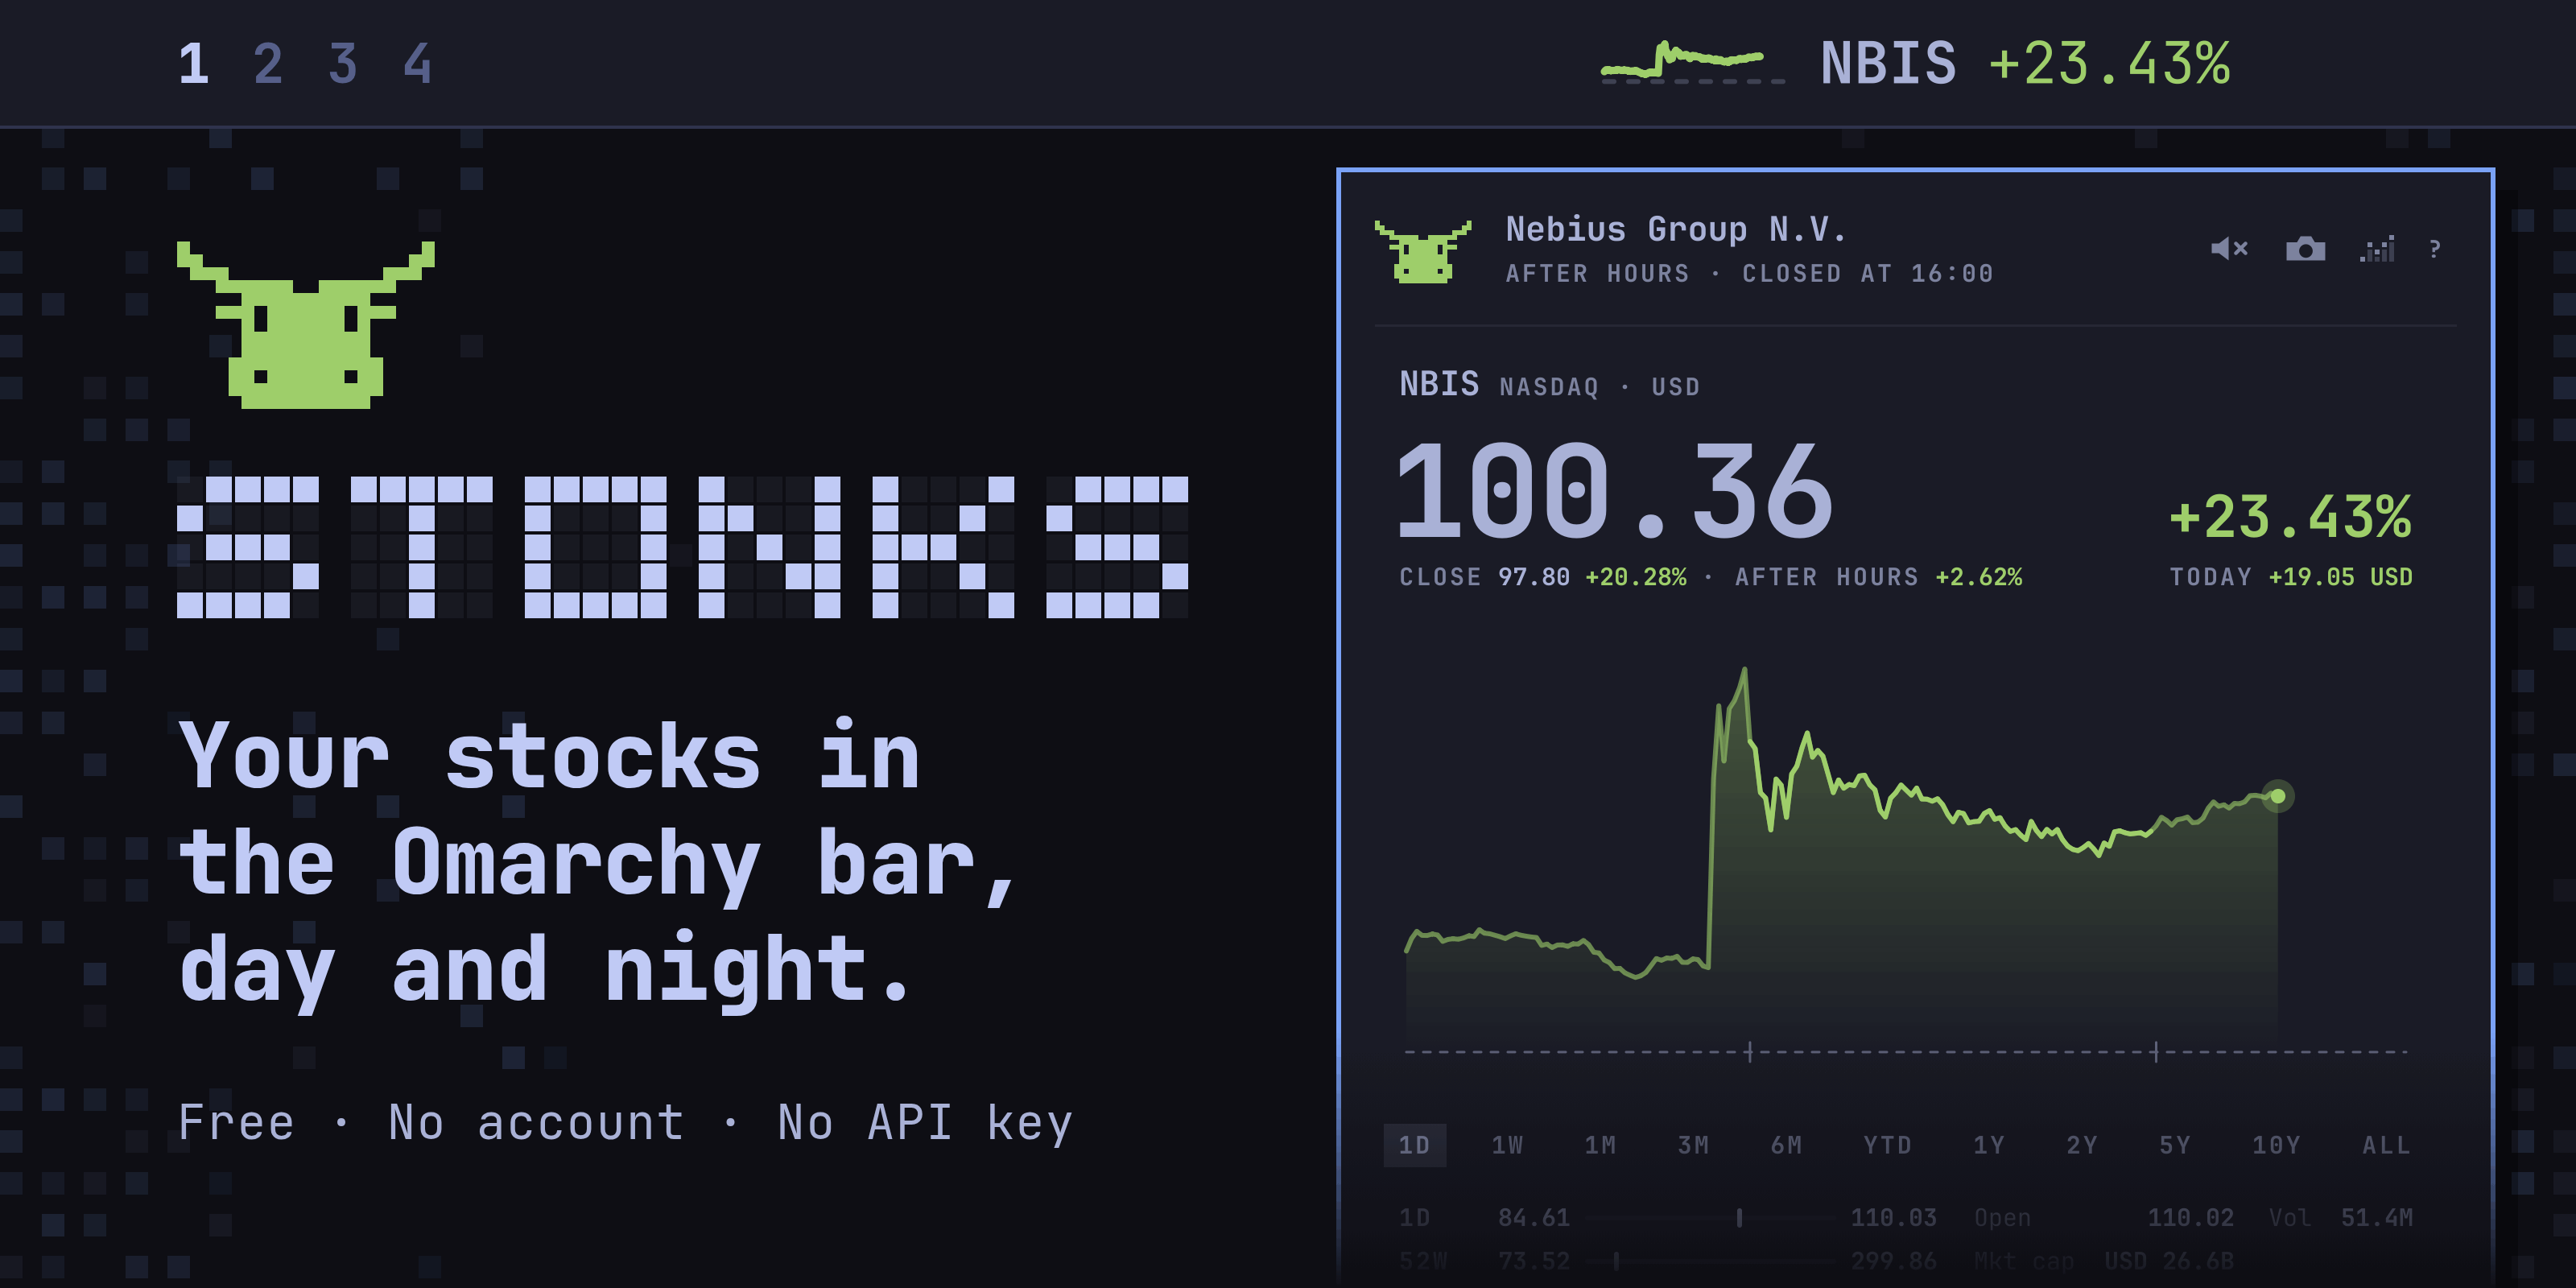 1 2 3 4
NBIS +23.43%
STONKS
Your stocks in
the Omarchy bar,
day and night.
Free · No account · No API key
Nebius Group N.V.
AFTER HOURS · CLOSED AT 16:00
?
NBIS NASDAQ · USD
100.36
+23.43%
CLOSE 97.80 +20.28% · AFTER HOURS +2.62%
TODAY +19.05 USD
1D 1W 1M 3M 6M YTD 1Y 2Y 5Y 10Y ALL
1D 84.61 110.03 Open 110.02 Vol 51.4M
52W 73.52 299.86 Mkt cap USD 26.6B